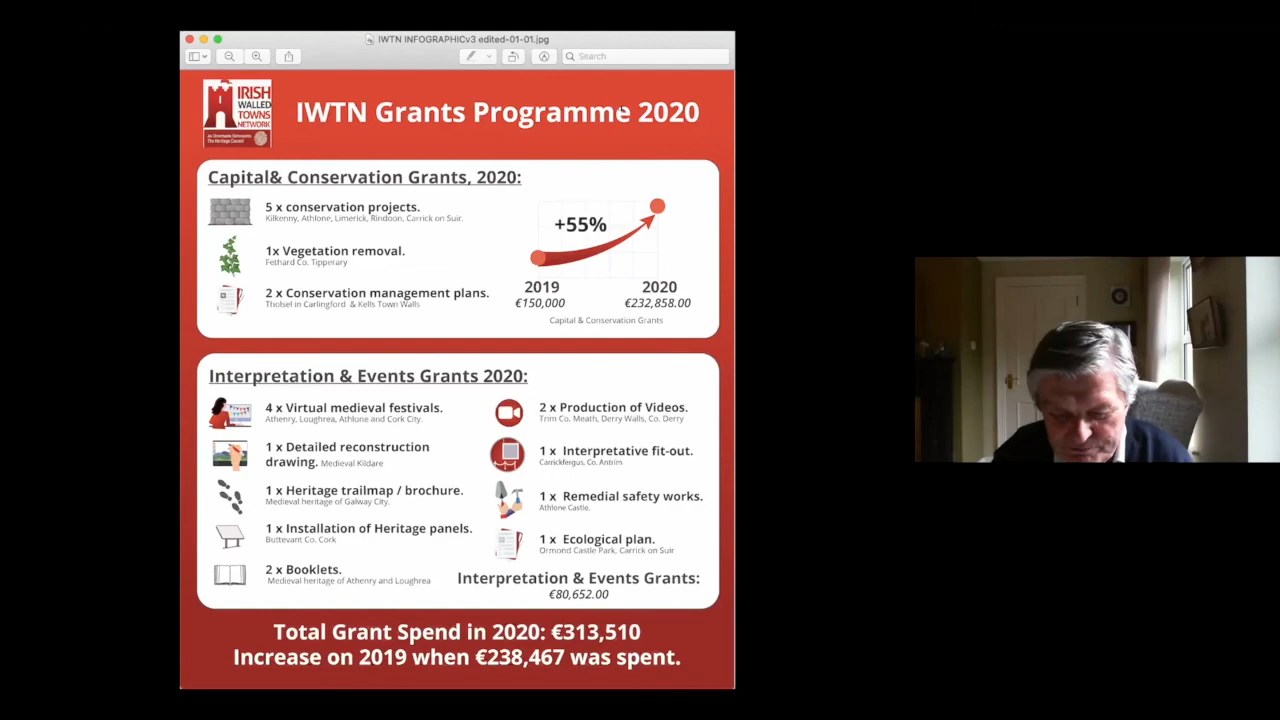 IWTN INFOGRAPHICv3 edited-01-01.jpg
Search
IRISH
WALLED
TOWNS
NETWORK
An Chomhairle Oidhreachta
The Heritage Council
IWTN Grants Programme 2020
Capital& Conservation Grants, 2020:
5 x conservation projects.
Kilkenny, Athlone, Limerick, Rindoon, Carrick on Suir.
1x Vegetation removal.
Fethard Co. Tipperary
2 x Conservation management plans.
Tholsel in Carlingford & Kells Town Walls
+55%
2019
€150,000
2020
€232,858.00
Capital & Conservation Grants
Interpretation & Events Grants 2020:
4 x Virtual medieval festivals.
Athenry, Loughrea, Athlone and Cork City.
1 x Detailed reconstruction
drawing. Medieval Kildare
1 x Heritage trailmap / brochure.
Medieval heritage of Galway City.
1 x Installation of Heritage panels.
Buttevant Co, Cork
2 x Booklets.
Medieval heritage of Athenry and Loughrea
2 x Production of Videos.
Trim Co, Meath, Derry Walls, Co. Derry
1 x Interpretative fit-out.
Carrickfergus, Co. Antrim
1 x Remedial safety works.
Athlone Castle.
1 x Ecological plan.
Ormond Castle Park, Carrick on Suir
Interpretation & Events Grants:
€80,652.00
Total Grant Spend in 2020: €313,510
Increase on 2019 when €238,467 was spent.